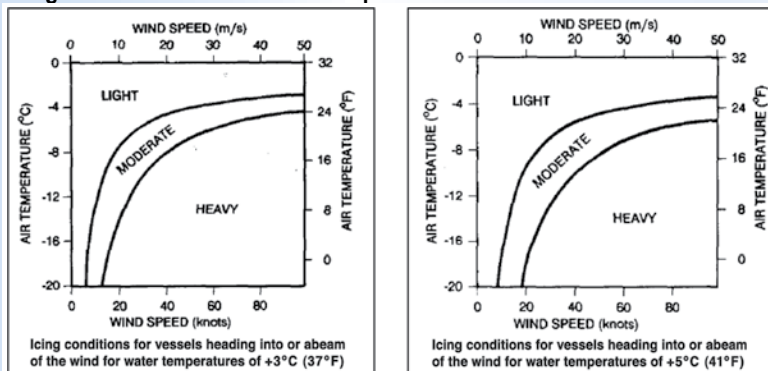 WIND SPEED (m/s)
0 10 20 30 40 50
0 32
-4 24
-8 16
-12 8
-16 0
-20
AIR TEMPERATURE (°C)
LIGHT
MODERATE
HEAVY
AIR TEMPERATURE (°F)
0 20 40 60 80
WIND SPEED (knots)
Icing conditions for vessels heading into or abeam
of the wind for water temperatures of +3°C (37°F)
WIND SPEED (m/s)
0 10 20 30 40 50
0 32
-4 24
-8 16
-12 8
-16 0
-20
AIR TEMPERATURE (°C)
LIGHT
MODERATE
HEAVY
AIR TEMPERATURE (°F)
0 20 40 60 80
WIND SPEED (knots)
Icing conditions for vessels heading into or abeam
of the wind for water temperatures of +5°C (41°F)